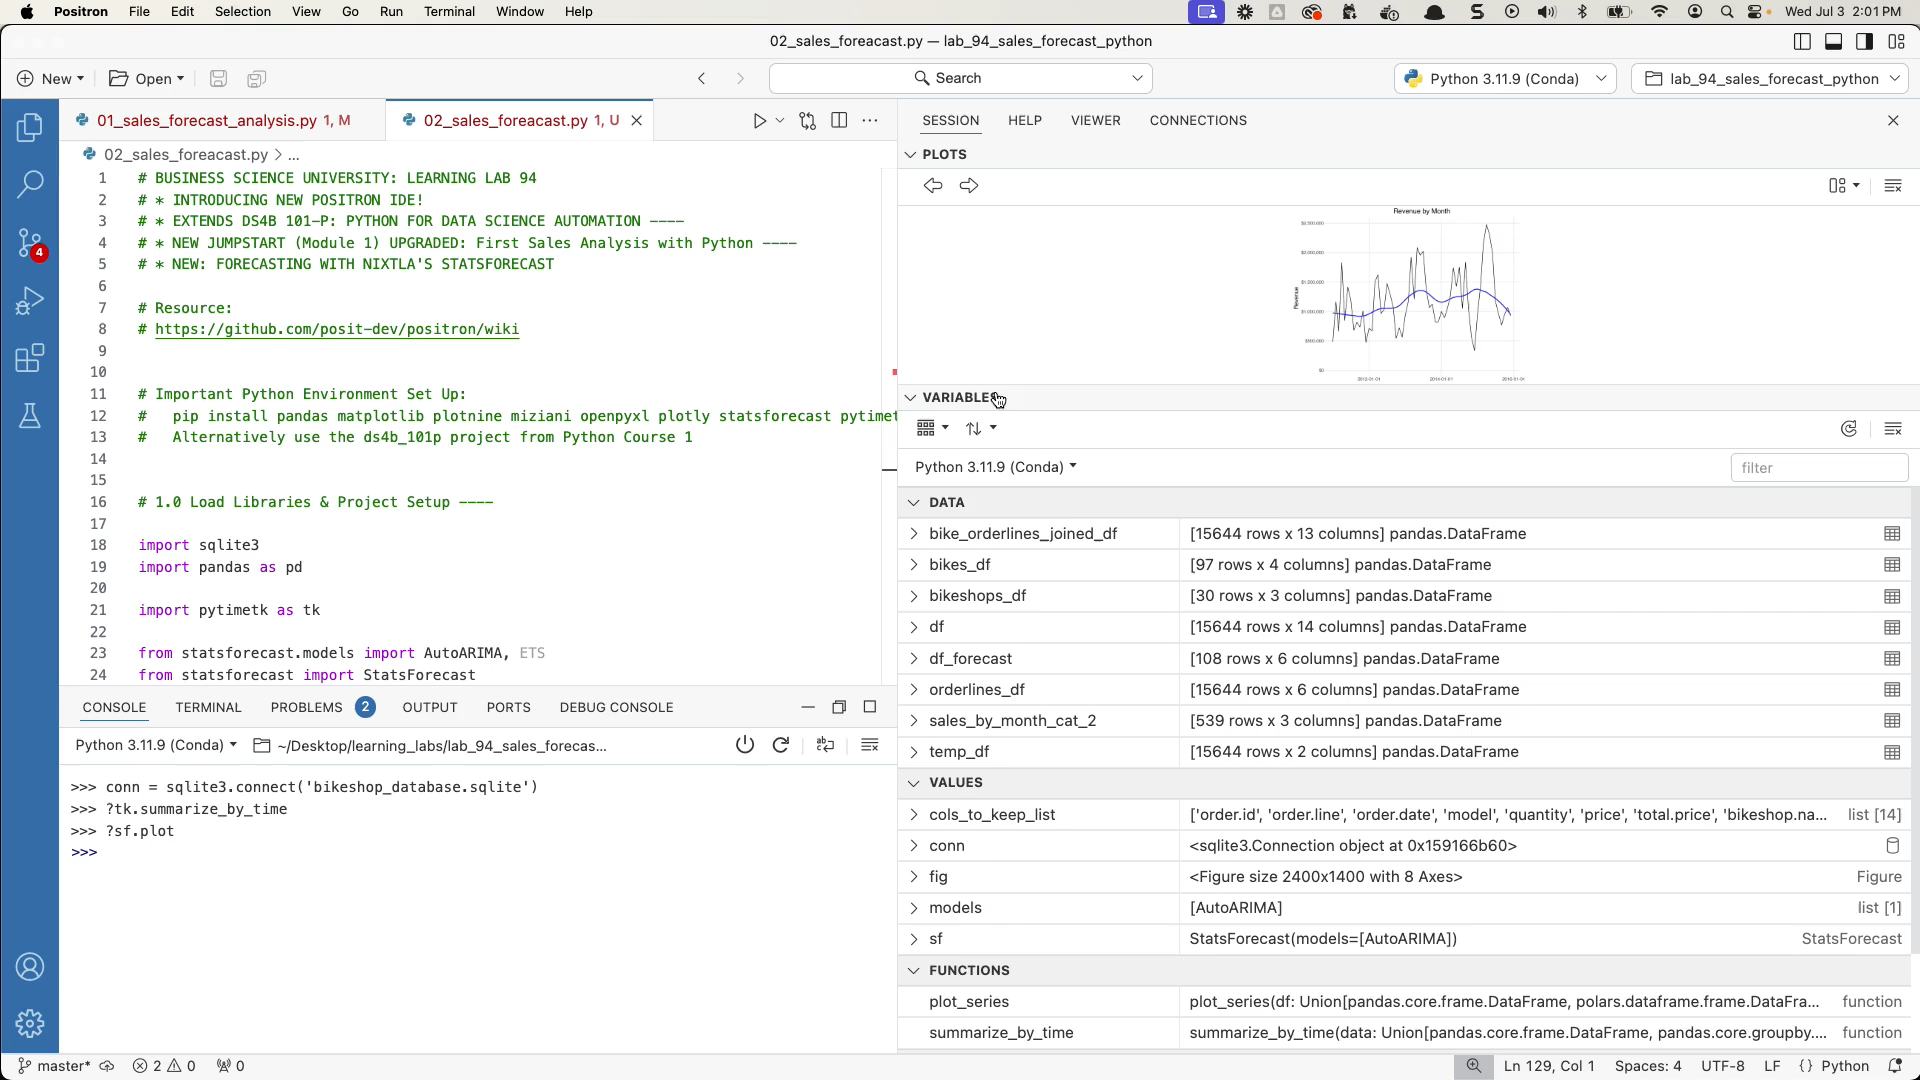 Positron File Edit Selection View Go Run Terminal Window Help
Wed Jul 3 2:01 PM
02_sales_foreacast.py — lab_94_sales_forecast_python
New Open
Search
Python 3.11.9 (Conda)
lab_94_sales_forecast_python
01_sales_forecast_analysis.py 1, M
02_sales_foreacast.py 1, U
02_sales_foreacast.py > ...
1 # BUSINESS SCIENCE UNIVERSITY: LEARNING LAB 94
2 # * INTRODUCING NEW POSITRON IDE!
3 # * EXTENDS DS4B 101-P: PYTHON FOR DATA SCIENCE AUTOMATION ----
4 # * NEW JUMPSTART (Module 1) UPGRADED: First Sales Analysis with Python ----
5 # * NEW: FORECASTING WITH NIXTLA'S STATSFORECAST
6
7 # Resource:
8 # https://github.com/posit-dev/positron/wiki
9
10
11 # Important Python Environment Set Up:
12 # pip install pandas matplotlib plotnine miziani openpyxl plotly statsforecast pytimet
13 # Alternatively use the ds4b_101p project from Python Course 1
14
15
16 # 1.0 Load Libraries & Project Setup ----
17
18 import sqlite3
19 import pandas as pd
20
21 import pytimetk as tk
22
23 from statsforecast.models import AutoARIMA, ETS
24 from statsforecast import StatsForecast
4
CONSOLE TERMINAL PROBLEMS 2 OUTPUT PORTS DEBUG CONSOLE
Python 3.11.9 (Conda) ~/Desktop/learning_labs/lab_94_sales_forecas...
>>> conn = sqlite3.connect('bikeshop_database.sqlite')
>>> ?tk.summarize_by_time
>>> ?sf.plot
>>>
SESSION HELP VIEWER CONNECTIONS
PLOTS
Revenue by Month
Revenue
VARIABLES
Python 3.11.9 (Conda)
filter
DATA
bike_orderlines_joined_df [15644 rows x 13 columns] pandas.DataFrame
bikes_df [97 rows x 4 columns] pandas.DataFrame
bikeshops_df [30 rows x 3 columns] pandas.DataFrame
df [15644 rows x 14 columns] pandas.DataFrame
df_forecast [108 rows x 6 columns] pandas.DataFrame
orderlines_df [15644 rows x 6 columns] pandas.DataFrame
sales_by_month_cat_2 [539 rows x 3 columns] pandas.DataFrame
temp_df [15644 rows x 2 columns] pandas.DataFrame
VALUES
cols_to_keep_list ['order.id', 'order.line', 'order.date', 'model', 'quantity', 'price', 'total.price', 'bikeshop.na... list [14]
conn <sqlite3.Connection object at 0x159166b60>
fig <Figure size 2400x1400 with 8 Axes> Figure
models [AutoARIMA] list [1]
sf StatsForecast(models=[AutoARIMA]) StatsForecast
FUNCTIONS
plot_series plot_series(df: Union[pandas.core.frame.DataFrame, polars.dataframe.frame.DataFra... function
summarize_by_time summarize_by_time(data: Union[pandas.core.frame.DataFrame, pandas.core.groupby.... function
master* 2 0 0
Ln 129, Col 1 Spaces: 4 UTF-8 LF {} Python